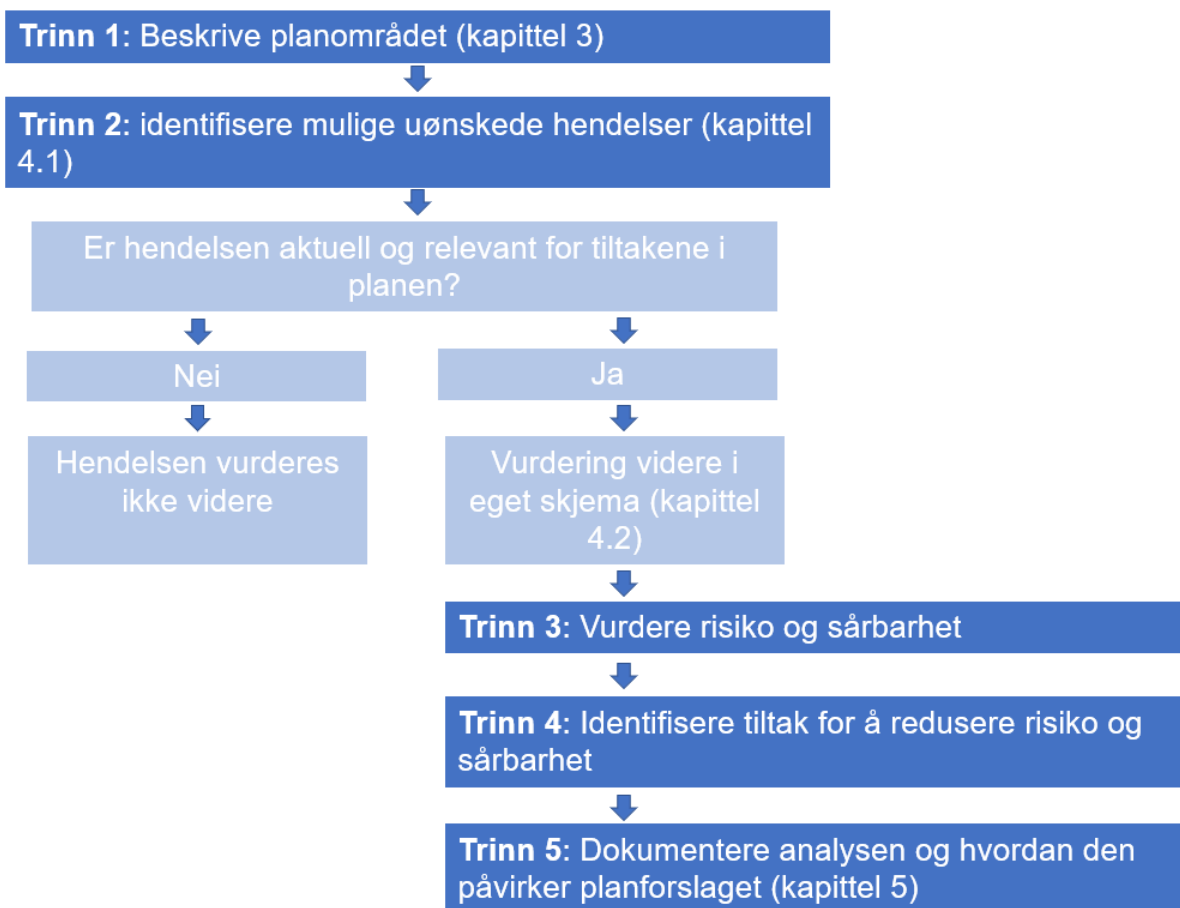 Trinn 1: Beskrive planområdet (kapittel 3)
Trinn 2: identifisere mulige uønskede hendelser (kapittel
4.1)
Er hendelsen aktuell og relevant for tiltakene i
planen?
Nei
Ja
Hendelsen vurderes
ikke videre
Vurdering videre i
eget skjema (kapittel
4.2)
Trinn 3: Vurdere risiko og sårbarhet
Trinn 4: Identifisere tiltak for å redusere risiko og
sårbarhet
Trinn 5: Dokumentere analysen og hvordan den
påvirker planforslaget (kapittel 5)